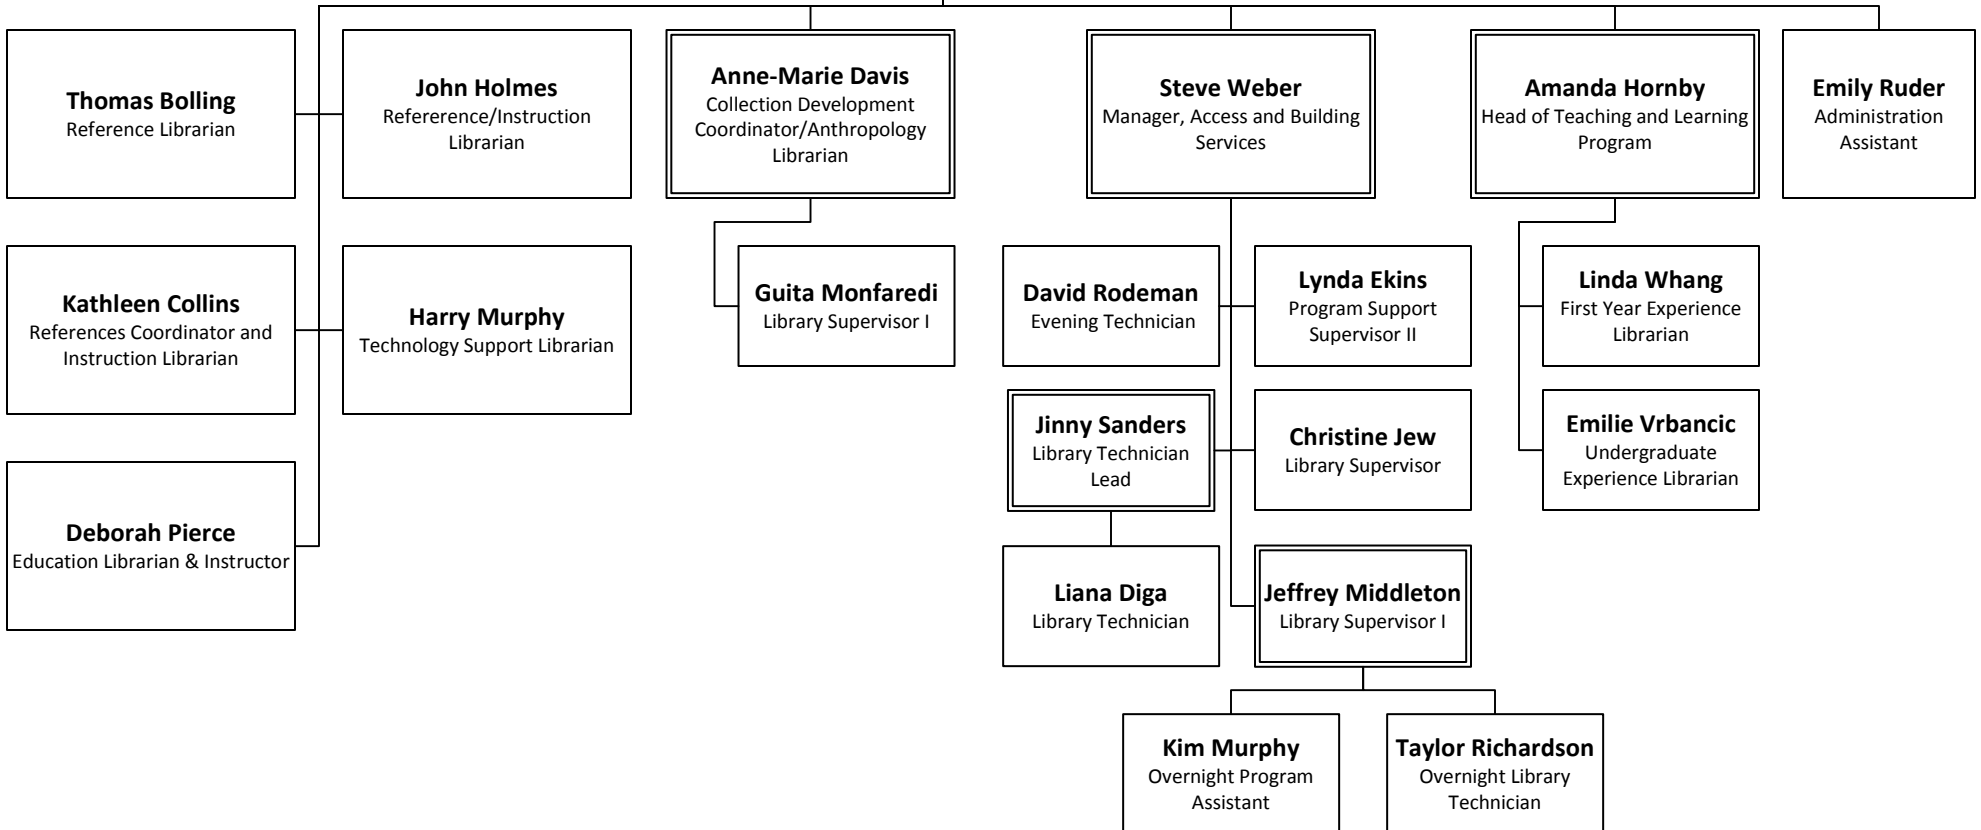 Thomas Bolling
Reference Librarian
John Holmes
Refererence/Instruction
Librarian
Anne-Marie Davis
Collection Development
Coordinator/Anthropology
Librarian
Steve Weber
Manager, Access and Building
Services
Amanda Hornby
Head of Teaching and Learning
Program
Emily Ruder
Administration
Assistant
Kathleen Collins
References Coordinator and
Instruction Librarian
Harry Murphy
Technology Support Librarian
Guita Monfaredi
Library Supervisor I
David Rodeman
Evening Technician
Lynda Ekins
Program Support
Supervisor II
Linda Whang
First Year Experience
Librarian
Jinny Sanders
Library Technician
Lead
Christine Jew
Library Supervisor
Emilie Vrbancic
Undergraduate
Experience Librarian
Deborah Pierce
Education Librarian & Instructor
Liana Diga
Library Technician
Jeffrey Middleton
Library Supervisor I
Kim Murphy
Overnight Program
Assistant
Taylor Richardson
Overnight Library
Technician